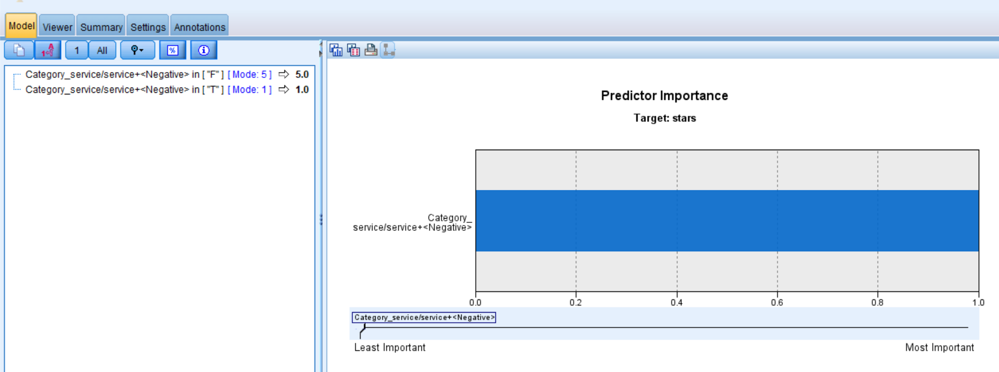 Model Viewer Summary Settings Annotations
1 All %
Category_service/service+<Negative> in [ "F" ] [ Mode: 5 ] ⇨ 5.0
Category_service/service+<Negative> in [ "T" ] [ Mode: 1 ] ⇨ 1.0
Predictor Importance
Target: stars
Category_
service/service+<Negative>
0.0 0.2 0.4 0.6 0.8 1.0
Category_service/service+<Negative>
Least Important Most Important